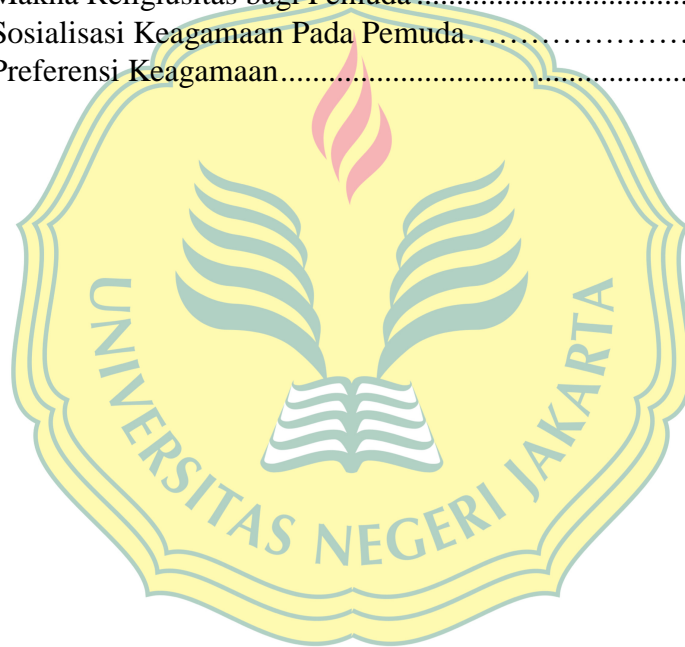 Makna Religiusitas bagi Pemuda.......................................
Sosialisasi Keagamaan Pada Pemuda…………………
Preferensi Keagamaan.........................................................
UNIVERSITAS NEGERI JAKARTA